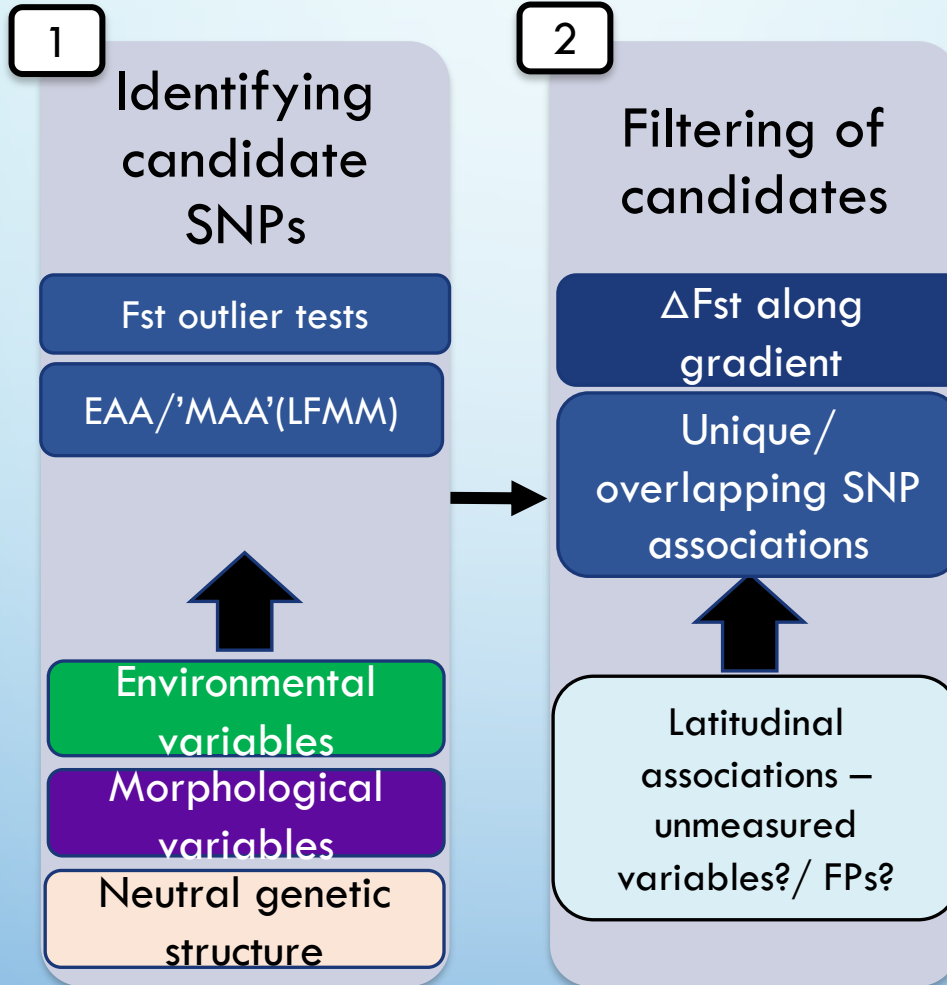 1
Identifying
candidate
SNPs
Fst outlier tests
EAA/’MAA’(LFMM)
Environmental
variables
Morphological
variables
Neutral genetic
structure
2
Filtering of
candidates
∆Fst along
gradient
Unique/
overlapping SNP
associations
Latitudinal
associations –
unmeasured
variables?/ FPs?